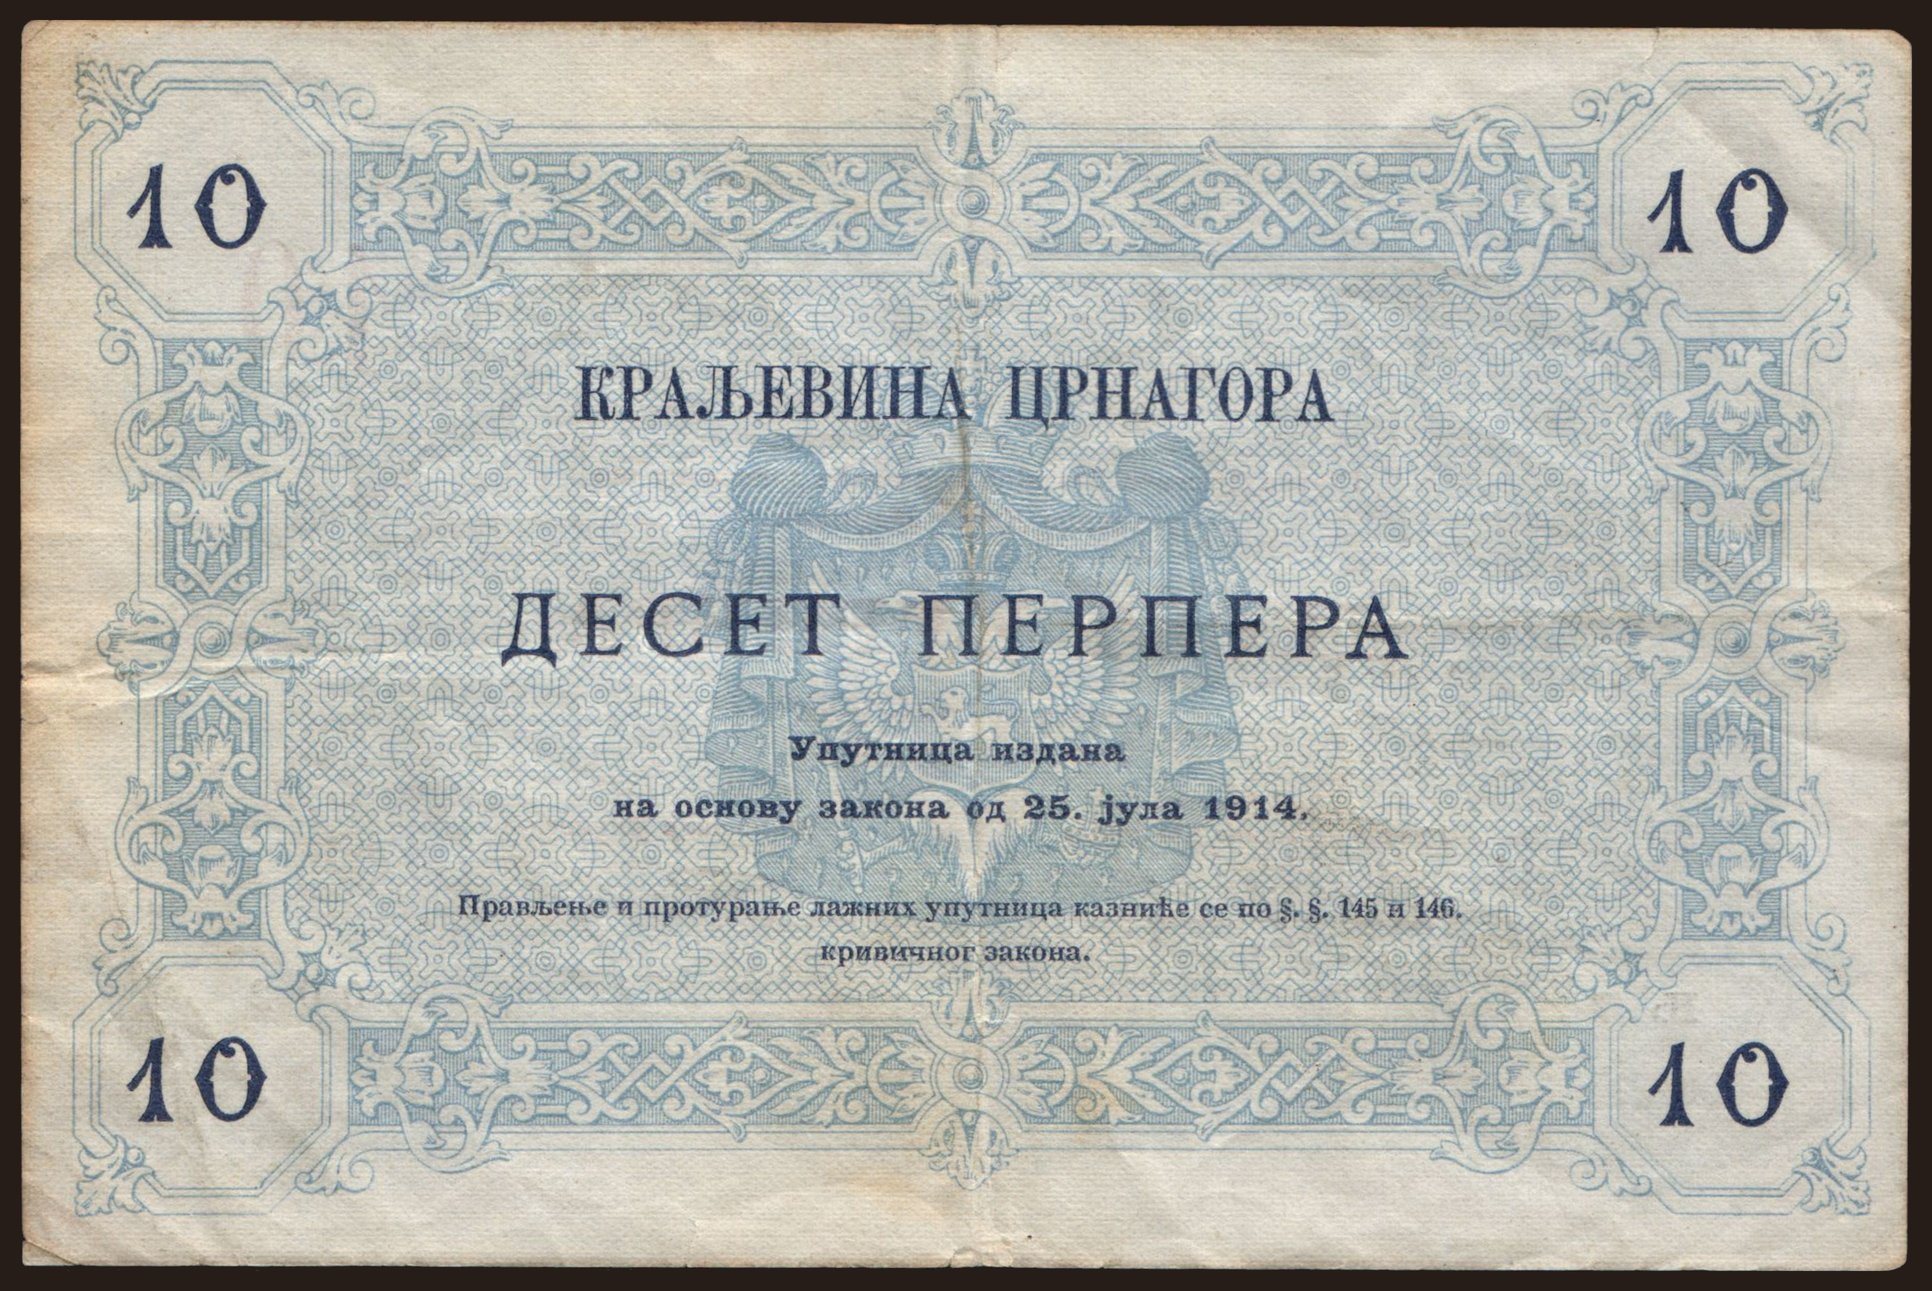 10 10
КРАЉЕВИНА ЦРНАГОРА
ДЕСЕТ ПЕРПЕРА
Упутница издана
на основу закона од 25. јула 1914.
Прављење и протурање лажних упутница казниће се по §. §. 145 и 146.
кривичног закона.
10 10